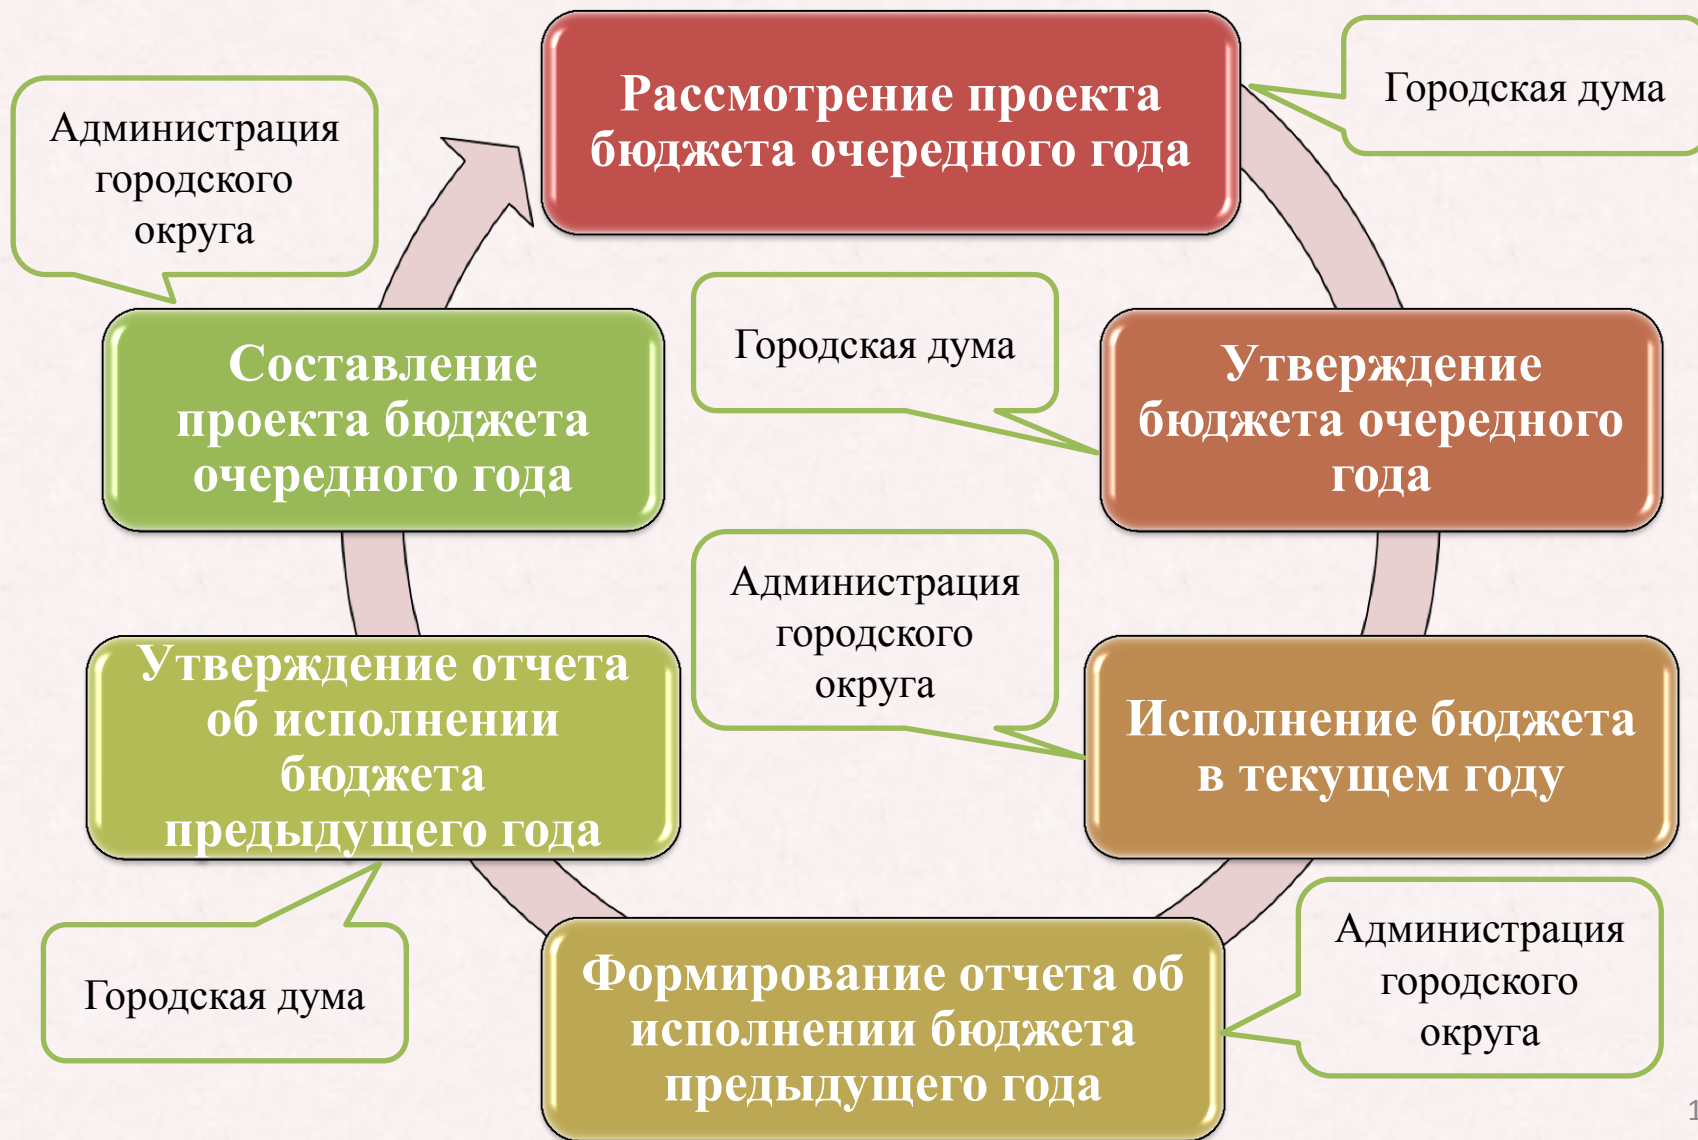 Рассмотрение проекта
бюджета очередного года
Городская дума
Администрация
городского
округа
Составление
проекта бюджета
очередного года
Городская дума
Утверждение
бюджета очередного
года
Администрация
городского
округа
Исполнение бюджета
в текущем году
Утверждение отчета
об исполнении
бюджета
предыдущего года
Городская дума
Формирование отчета об
исполнении бюджета
предыдущего года
Администрация
городского
округа
1